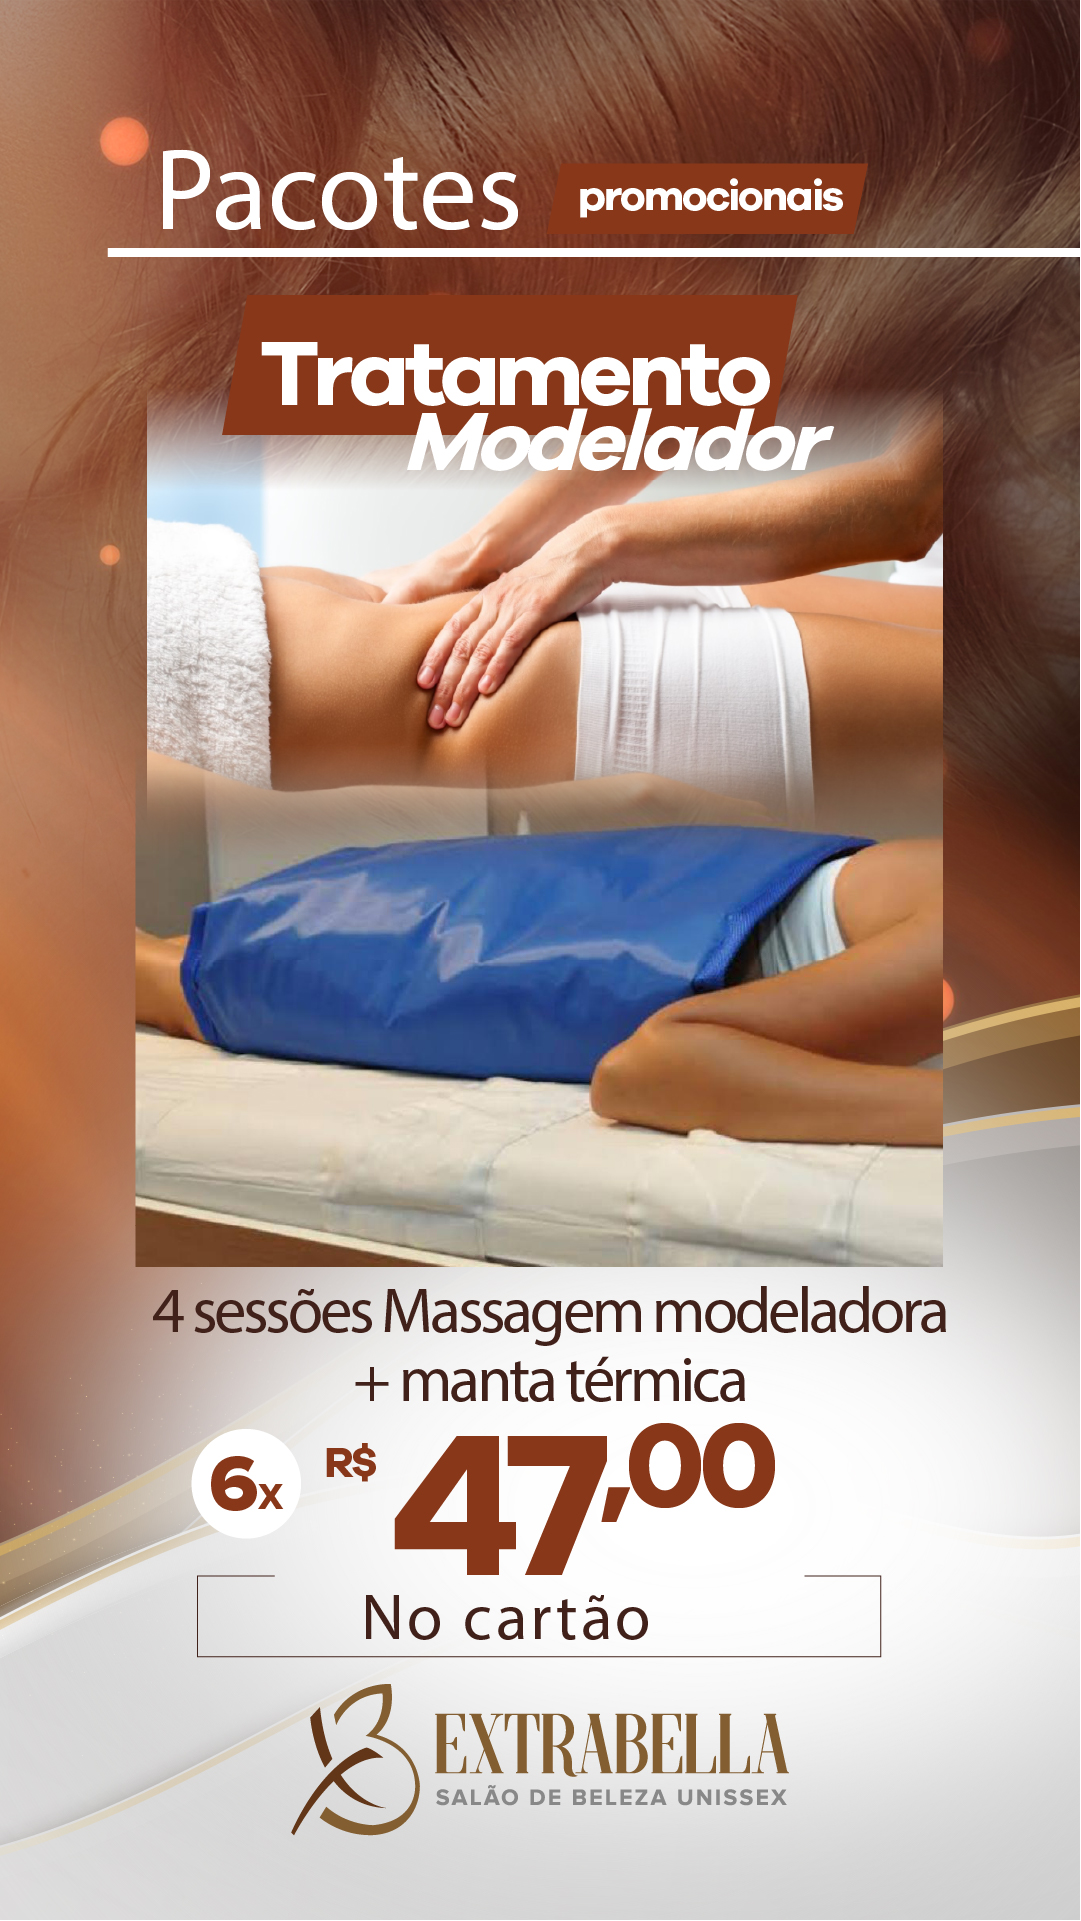 Pacotes promocionais
Tratamento
Modelador
4 sessões Massagem modeladora
+ manta térmica
6x R$ 47,00
No cartão
EXTRABELLA
SALÃO DE BELEZA UNISSEX